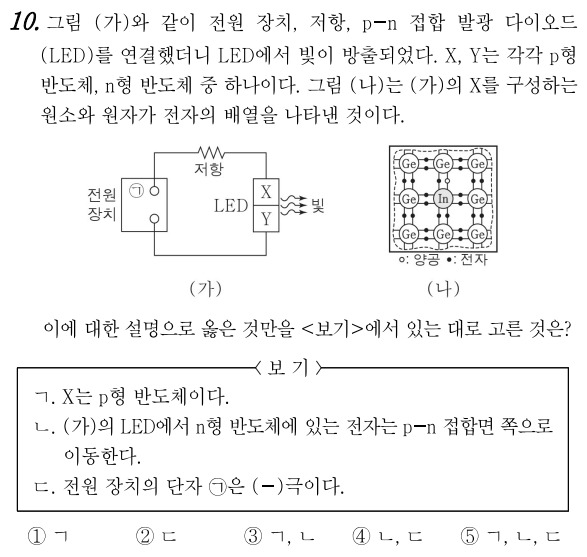 10. 그림 (가)와 같이 전원 장치, 저항, p-n 접합 발광 다이오드
(LED)를 연결했더니 LED에서 빛이 방출되었다. X, Y는 각각 p형
반도체, n형 반도체 중 하나이다. 그림 (나)는 (가)의 X를 구성하는
원소와 원자가 전자의 배열을 나타낸 것이다.
저항
전원
장치
㉠
LED
X
Y
빛
(가)
Ge Ge Ge
Ge In Ge
Ge Ge Ge
∘: 양공 •: 전자
(나)
이에 대한 설명으로 옳은 것만을 <보기>에서 있는 대로 고른 것은?
<보 기>
ㄱ. X는 p형 반도체이다.
ㄴ. (가)의 LED에서 n형 반도체에 있는 전자는 p-n 접합면 쪽으로
이동한다.
ㄷ. 전원 장치의 단자 ㉠은 (-)극이다.
① ㄱ ② ㄷ ③ ㄱ, ㄴ ④ ㄴ, ㄷ ⑤ ㄱ, ㄴ, ㄷ